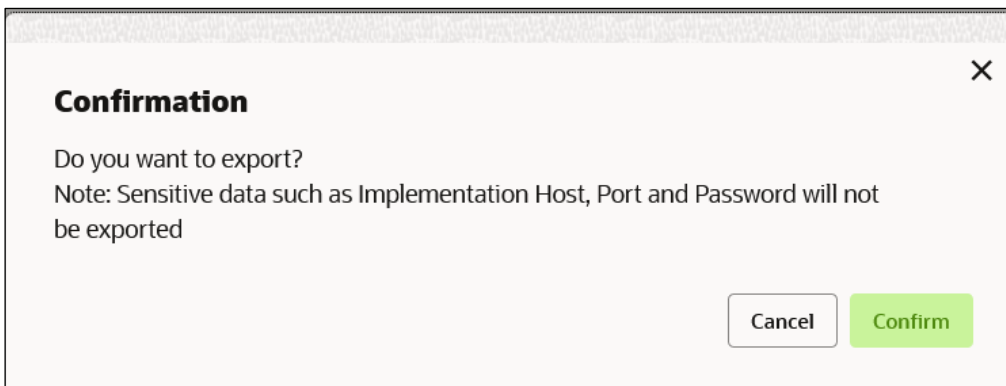 Confirmation
Do you want to export?
Note: Sensitive data such as Implementation Host, Port and Password will not
be exported
Cancel
Confirm